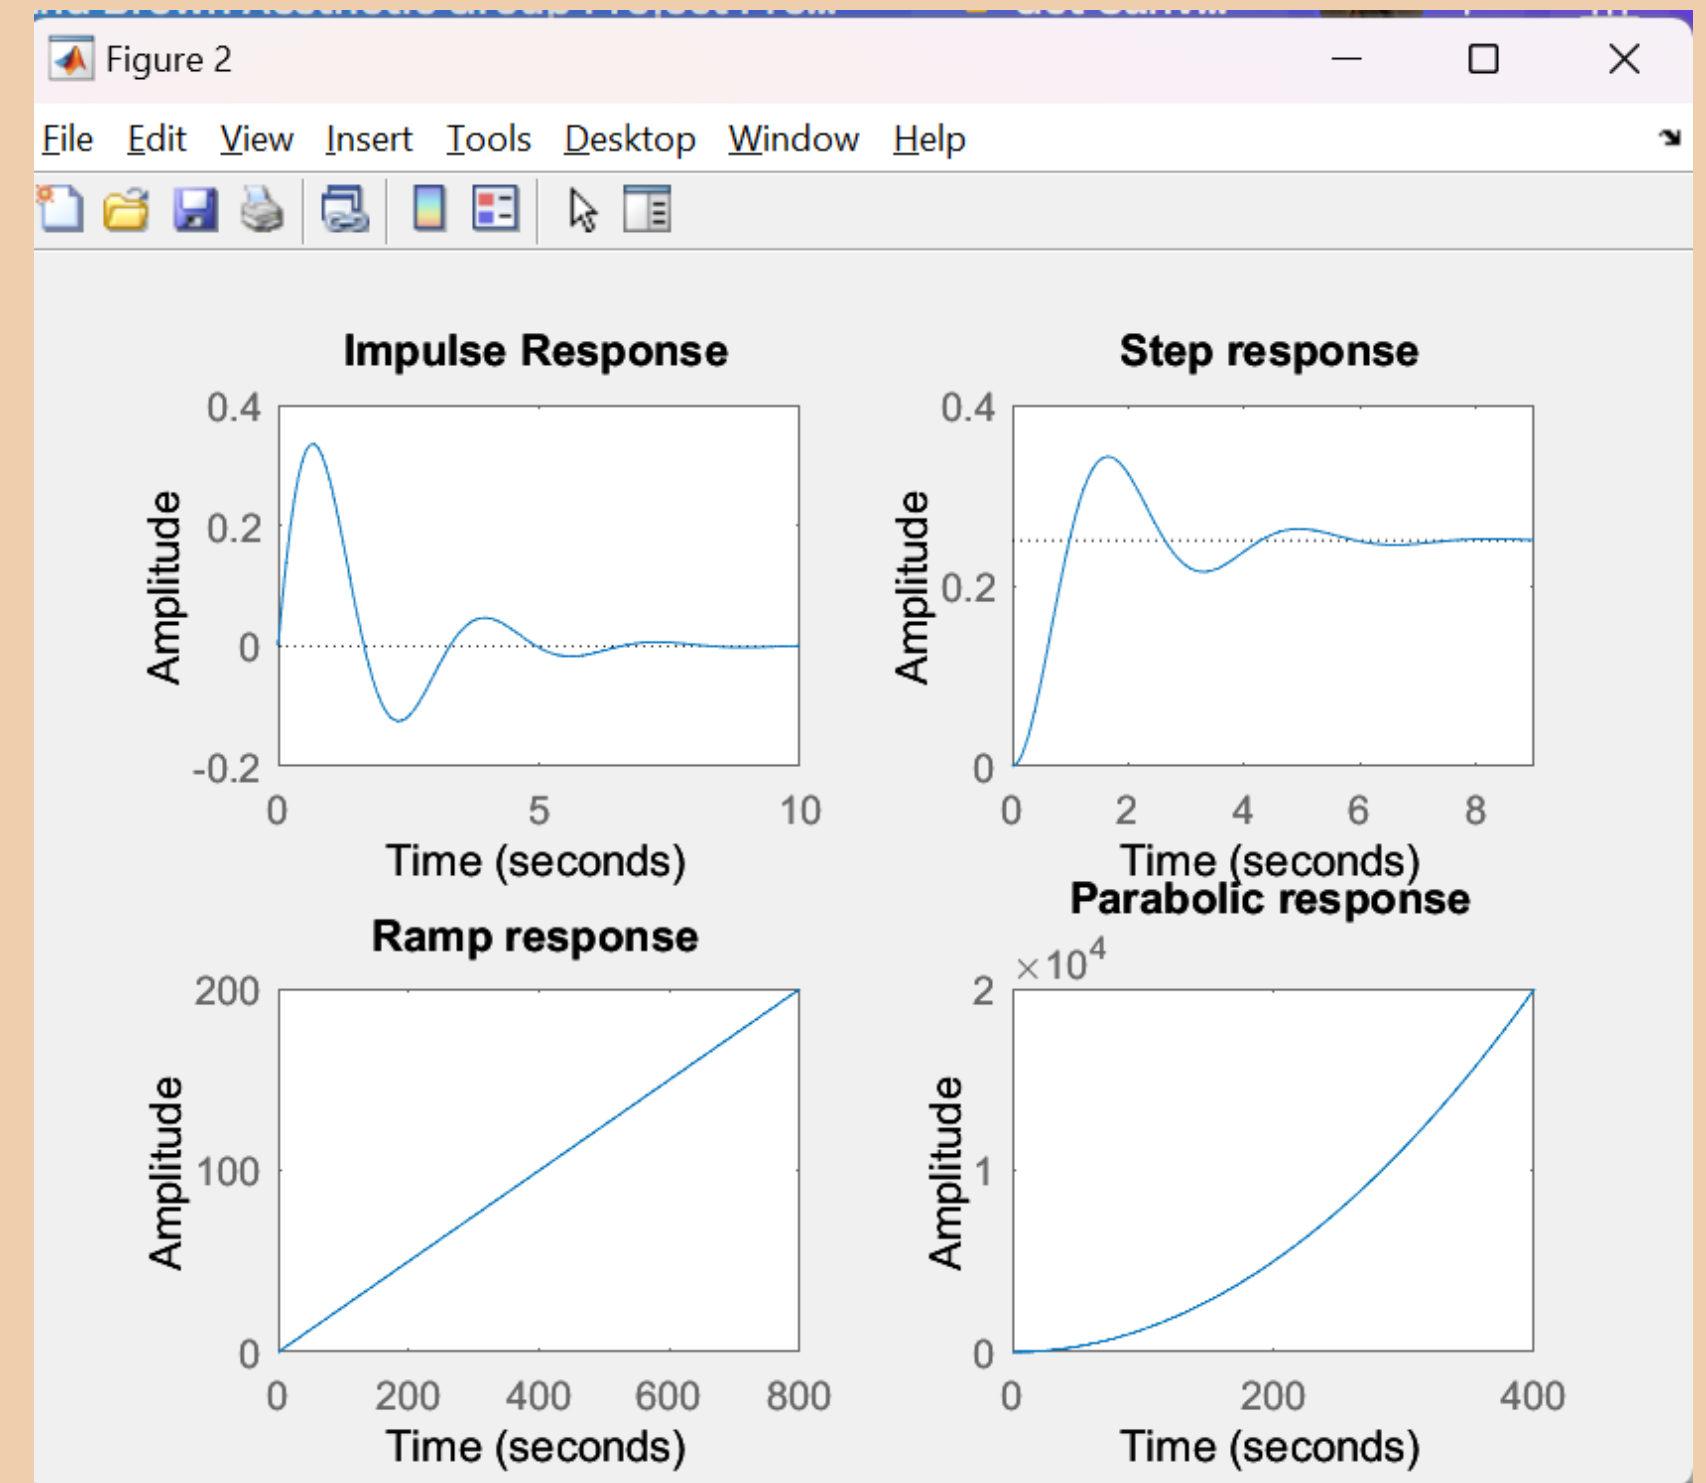 Figure 2
File Edit View Insert Tools Desktop Window Help
Impulse Response
0.4
0.2
0
-0.2
Amplitude
0 5 10
Time (seconds)
Step response
0.4
0.2
0
Amplitude
0 2 4 6 8
Time (seconds)
Ramp response
200
100
0
Amplitude
0 200 400 600 800
Time (seconds)
Parabolic response
×10⁴
2
1
0
Amplitude
0 200 400
Time (seconds)